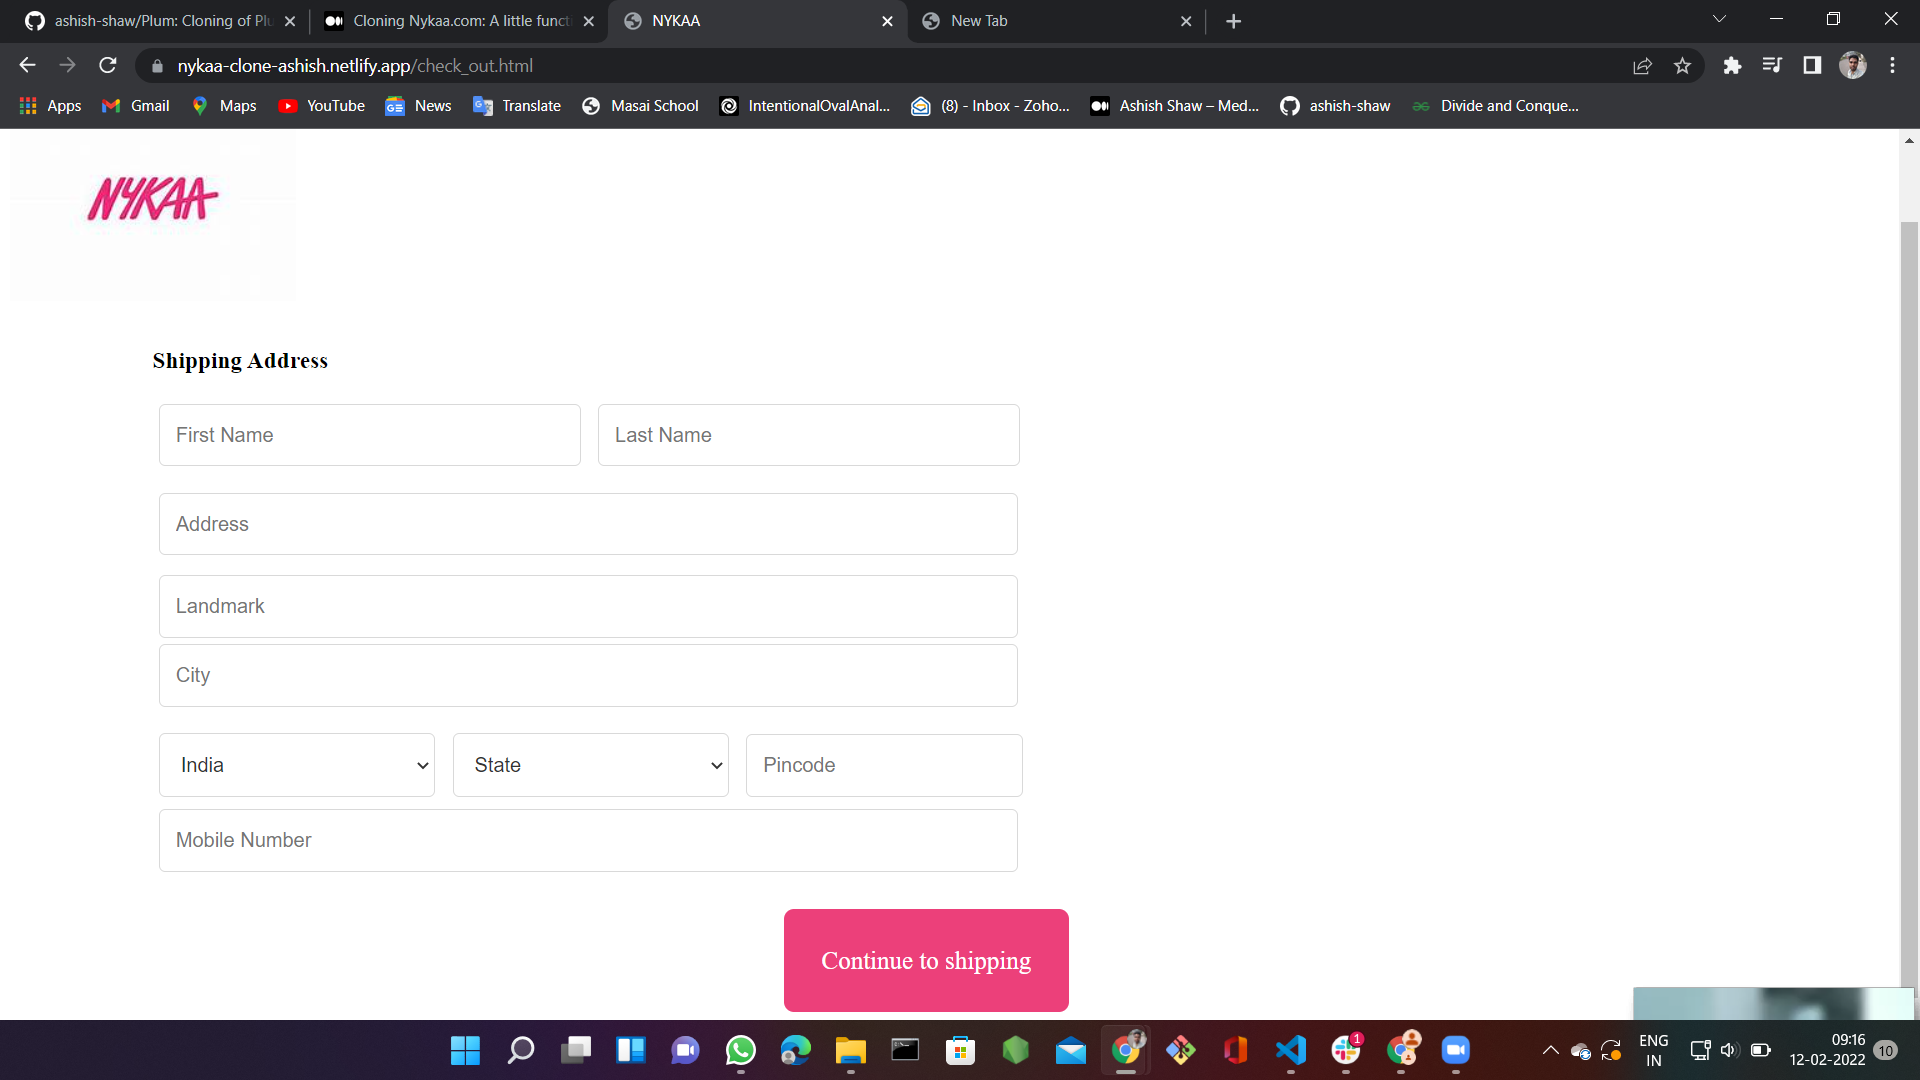 ashish-shaw/Plum: Cloning of Plu
Cloning Nykaa.com: A little funct
NYKAA
New Tab
nykaa-clone-ashish.netlify.app/check_out.html
Apps
Gmail
Maps
YouTube
News
Translate
Masai School
IntentionalOvalAnal...
(8) - Inbox - Zoho...
Ashish Shaw – Med...
ashish-shaw
Divide and Conque...
NYKAA
Shipping Address
First Name
Last Name
Address
Landmark
City
India
State
Pincode
Mobile Number
Continue to shipping
1
ENG
IN
09:16
12-02-2022
10